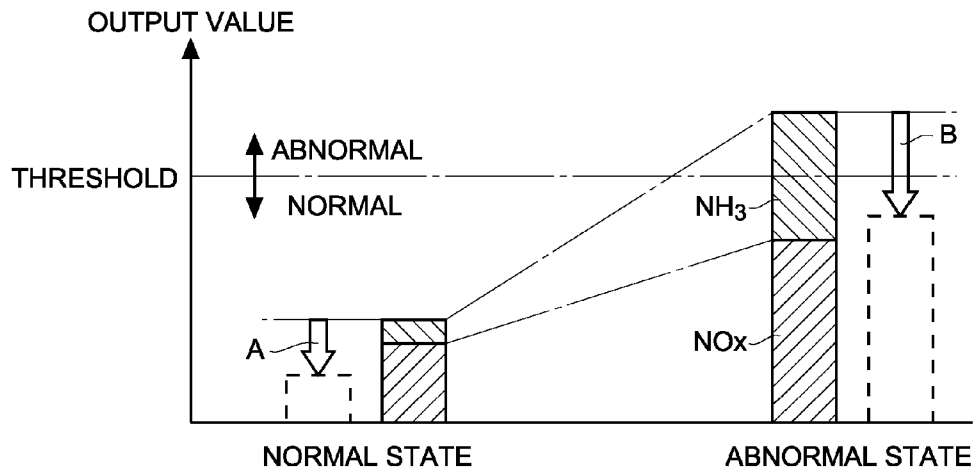 OUTPUT VALUE
ABNORMAL
THRESHOLD
NORMAL
B
NH₃
A
NOx
NORMAL STATE
ABNORMAL STATE